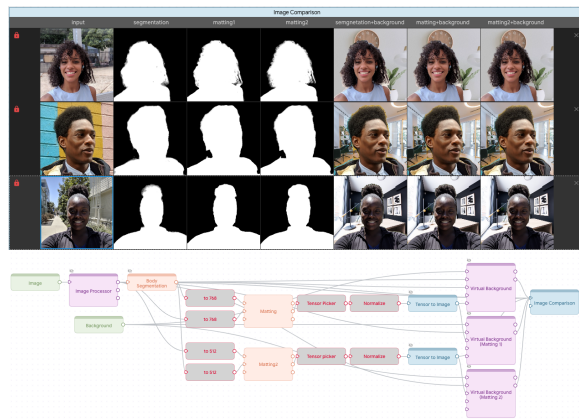 Image Comparison
input segmentation matting1 matting2 semgnetation+background matting+background matting2+background
Image
Image Processor
Body
Segmentation
Background
to 768
to 768
Matting
Tensor Picker
Normalize
Tensor to Image
Virtual Background
Image Comparison
Virtual Background
(Matting 1)
to 512
to 512
Matting2
Tensor picker
Normalize
Tensor to Image
Virtual Background
(Matting 2)